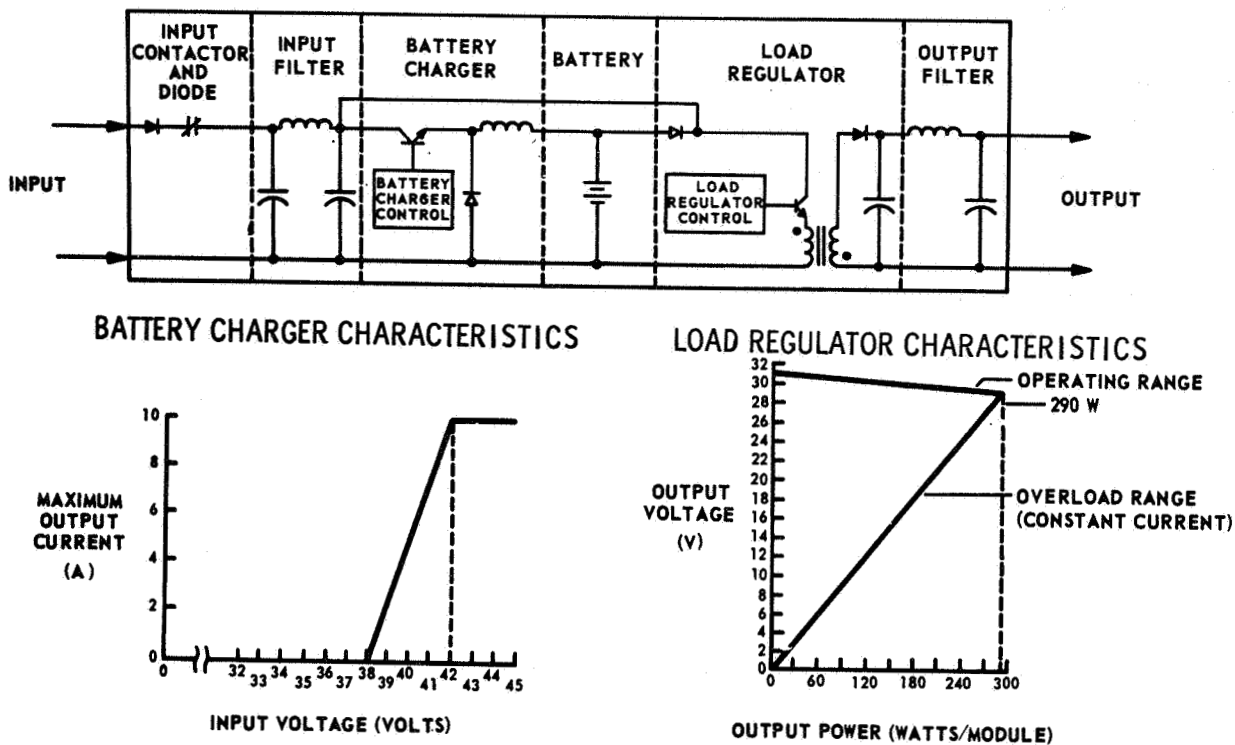 INPUT
CONTACTOR
AND
DIODE
INPUT
FILTER
BATTERY
CHARGER
BATTERY
LOAD
REGULATOR
OUTPUT
FILTER
INPUT
BATTERY
CHARGER
CONTROL
LOAD
REGULATOR
CONTROL
OUTPUT
BATTERY CHARGER CHARACTERISTICS
MAXIMUM
OUTPUT
CURRENT
(A)
10
8
6
4
2
0
0 32 33 34 35 36 37 38 39 40 41 42 43 44 45
INPUT VOLTAGE (VOLTS)
LOAD REGULATOR CHARACTERISTICS
OUTPUT
VOLTAGE
(V)
32
30
28
26
24
22
20
18
16
14
12
10
8
6
4
2
0
0 60 120 180 240 300
OPERATING RANGE
290 W
OVERLOAD RANGE
(CONSTANT CURRENT)
OUTPUT POWER (WATTS/MODULE)